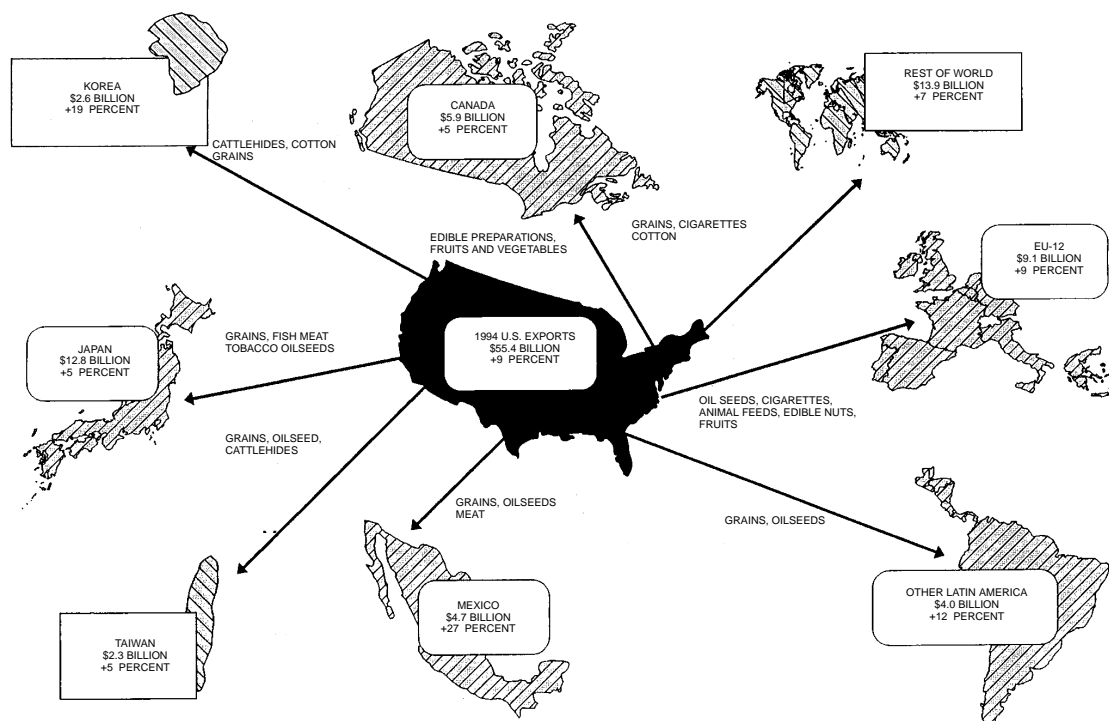 KOREA
$2.6 BILLION
+19 PERCENT
CANADA
$5.9 BILLION
+5 PERCENT
REST OF WORLD
$13.9 BILLION
+7 PERCENT
CATTLEHIDES, COTTON
GRAINS
EDIBLE PREPARATIONS,
FRUITS AND VEGETABLES
GRAINS, CIGARETTES
COTTON
EU-12
$9.1 BILLION
+9 PERCENT
JAPAN
$12.8 BILLION
+5 PERCENT
GRAINS, FISH MEAT
TOBACCO OILSEEDS
1994 U.S. EXPORTS
$55.4 BILLION
+9 PERCENT
OIL SEEDS, CIGARETTES,
ANIMAL FEEDS, EDIBLE NUTS,
FRUITS
GRAINS, OILSEED,
CATTLEHIDES
GRAINS, OILSEEDS
MEAT
GRAINS, OILSEEDS
TAIWAN
$2.3 BILLION
+5 PERCENT
MEXICO
$4.7 BILLION
+27 PERCENT
OTHER LATIN AMERICA
$4.0 BILLION
+12 PERCENT